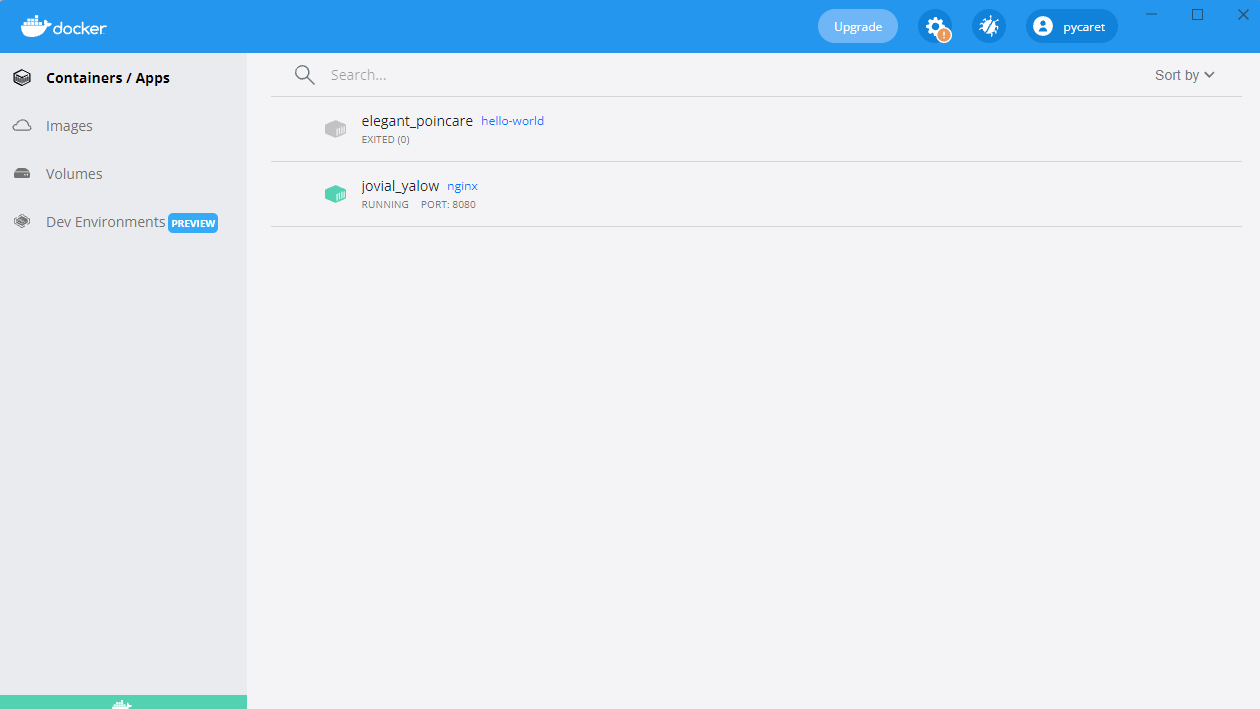 docker
Upgrade
pycaret
Containers / Apps
Images
Volumes
Dev Environments PREVIEW
Search...
Sort by
elegant_poincare hello-world
EXITED (0)
jovial_yalow nginx
RUNNING PORT: 8080